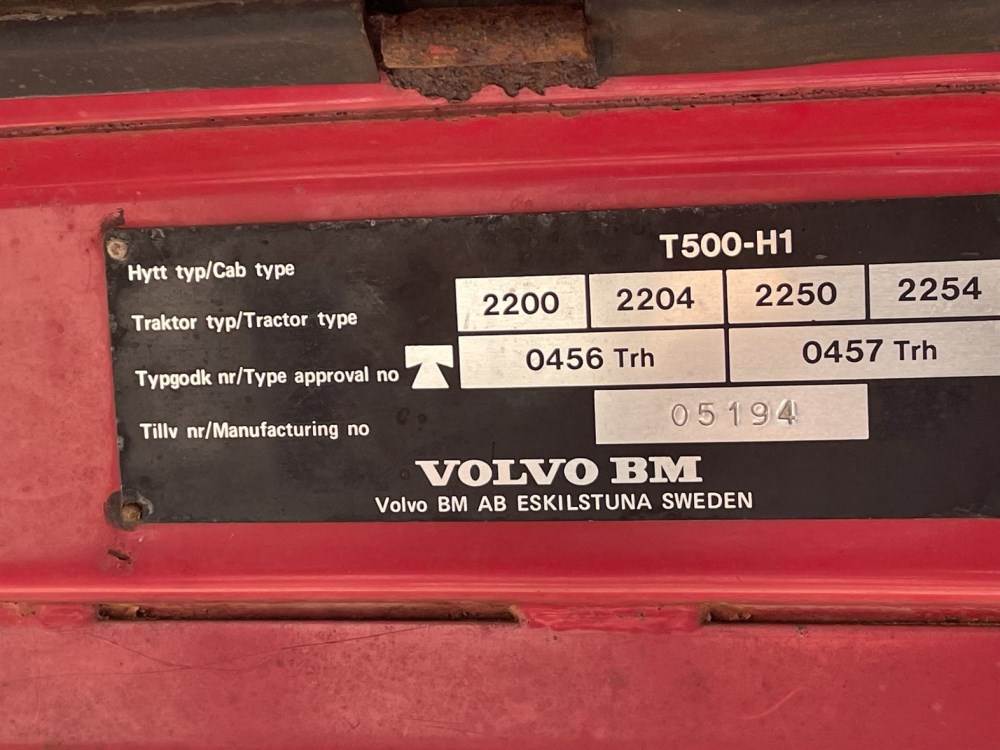 Hytt typ/Cab type T500-H1
Traktor typ/Tractor type 2200 2204 2250 2254
Typgodk nr/Type approval no 0456 Trh 0457 Trh
Tillv nr/Manufacturing no 05194
VOLVO BM
Volvo BM AB ESKILSTUNA SWEDEN